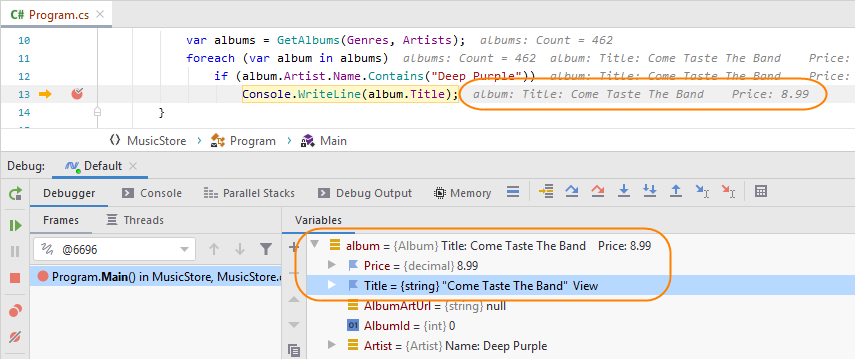 C# Program.cs
10 var albums = GetAlbums(Genres, Artists); albums: Count = 462
11 foreach (var album in albums) albums: Count = 462 album: Title: Come Taste The Band Price:
12 if (album.Artist.Name.Contains("Deep Purple")) album: Title: Come Taste The Band Price:
13 Console.WriteLine(album.Title); album: Title: Come Taste The Band Price: 8.99
14 }
MusicStore Program Main
Debug: Default
Debugger Console Parallel Stacks Debug Output Memory
Frames Threads Variables
@6696
album = {Album} Title: Come Taste The Band Price: 8.99
Price = {decimal} 8.99
Program.Main() in MusicStore, MusicStore.
Title = {string} "Come Taste The Band" View
AlbumArtUrl = {string} null
01 AlbumId = {int} 0
Artist = {Artist} Name: Deep Purple